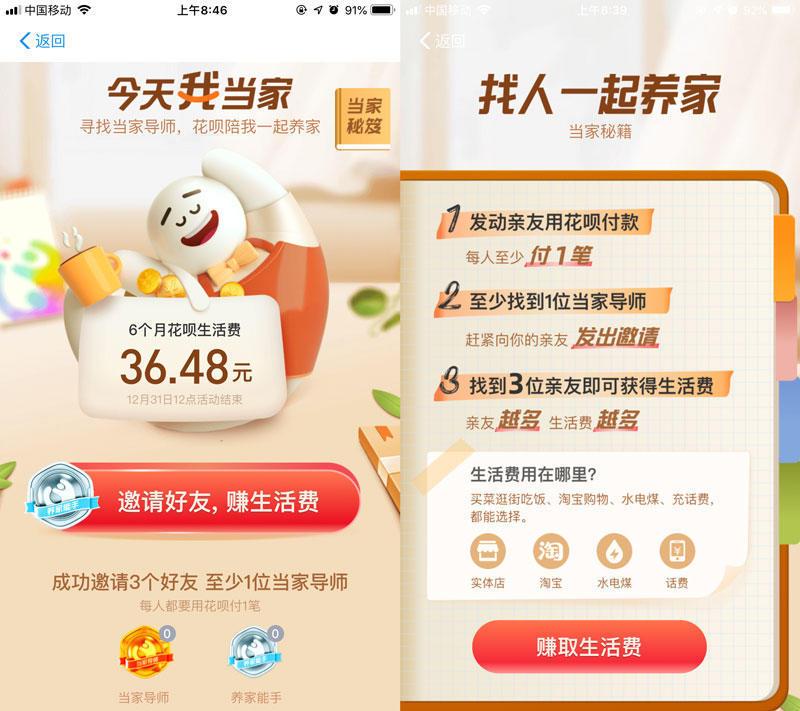 中国移动
上午8:46
91%
返回
今天我当家
寻找当家导师，花呗陪我一起养家
当家
秘笈
6个月花呗生活费
36.48元
12月31日12点活动结束
养家能手
邀请好友，赚生活费
成功邀请3个好友 至少1位当家导师
每人都要用花呗付1笔
0
0
当家导师
养家能手
当家导师
养家能手
中国移动
上午8:39
92%
返回
找人一起养家
当家秘籍
1 发动亲友用花呗付款
每人至少 付1笔
2 至少找到1位当家导师
赶紧向你的亲友 发出邀请
3 找到3位亲友即可获得生活费
亲友 越多 生活费 越多
生活费用在哪里？
买菜逛街吃饭、淘宝购物、水电煤、充话费，
都能选择。
淘
实体店
淘宝
水电煤
话费
赚取生活费